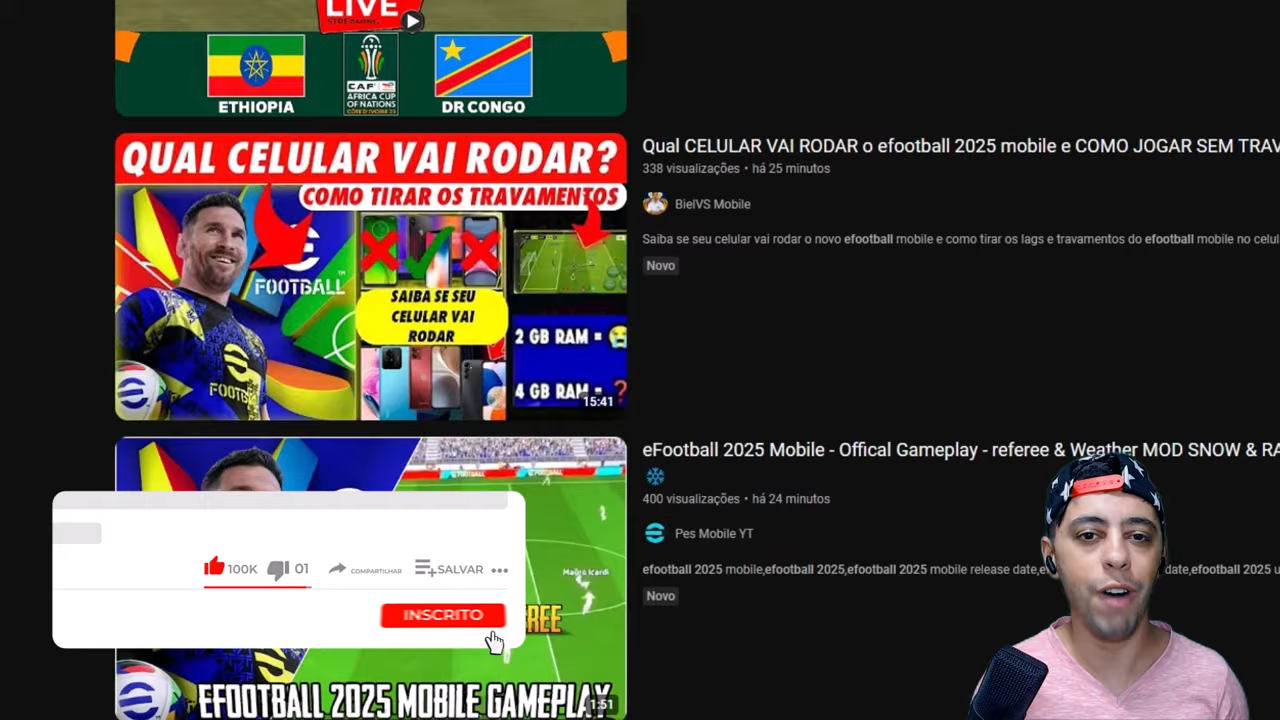 LIVE
STREAMING
ETHIOPIA
CAF
AFRICA CUP
OF NATIONS
DR CONGO
QUAL CELULAR VAI RODAR?
COMO TIRAR OS TRAVAMENTOS
FOOTBALL™
SAIBA SE SEU
CELULAR VAI
RODAR
2 GB RAM =
4 GB RAM = ?
15:41
Qual CELULAR VAI RODAR o efootball 2025 mobile e COMO JOGAR SEM TRAV
338 visualizações • há 25 minutos
BielVS Mobile
Saiba se seu celular vai rodar o novo efootball mobile e como tirar os lags e travamentos do efootball mobile no celul
Novo
eFootball 2025 Mobile - Offical Gameplay - referee & Weather MOD SNOW & RA
400 visualizações • há 24 minutos
Pes Mobile YT
efootball 2025 mobile,efootball 2025,efootball 2025 mobile release date,e
date,efootball 2025 u
Novo
100K
01
COMPARTILHAR
SALVAR
INSCRITO
Mauro Icardi
REE
EFOOTBALL 2025 MOBILE GAMEPLAY
1:51